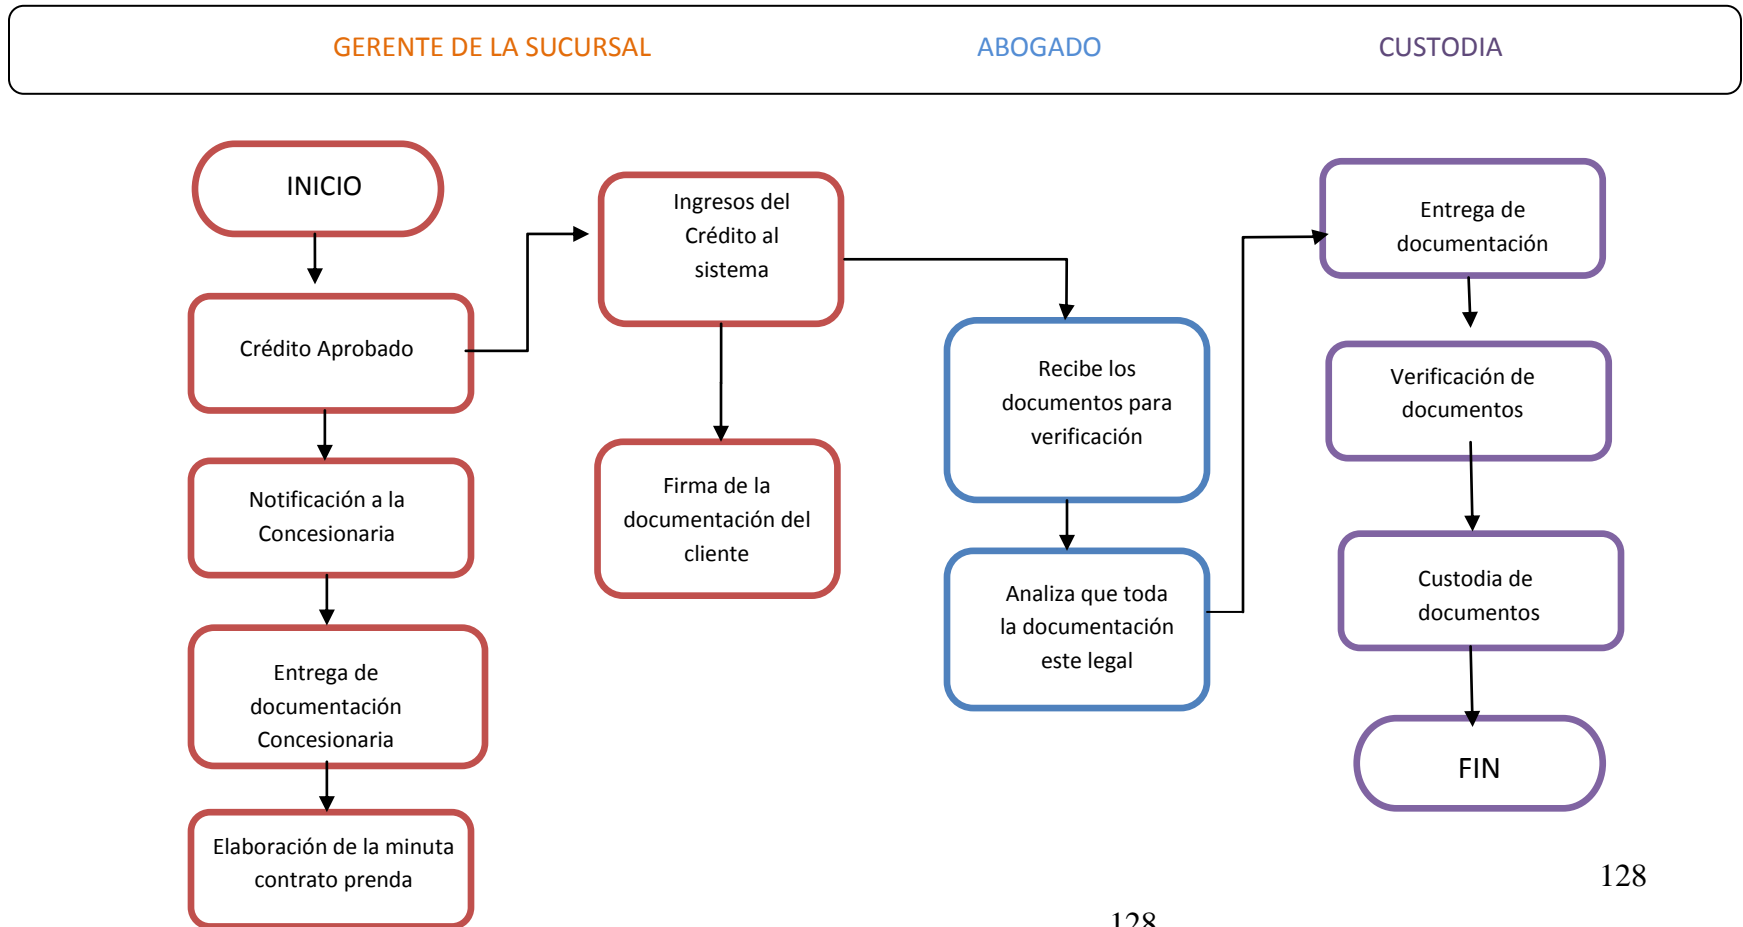 GERENTE DE LA SUCURSAL
ABOGADO
CUSTODIA
INICIO
Crédito Aprobado
Notificación a la
Concesionaria
Entrega de
documentación
Concesionaria
Elaboración de la minuta
contrato prenda
Ingresos del
Crédito al
sistema
Firma de la
documentación del
cliente
Recibe los
documentos para
verificación
Analiza que toda
la documentación
este legal
Entrega de
documentación
Verificación de
documentos
Custodia de
documentos
FIN
128
128